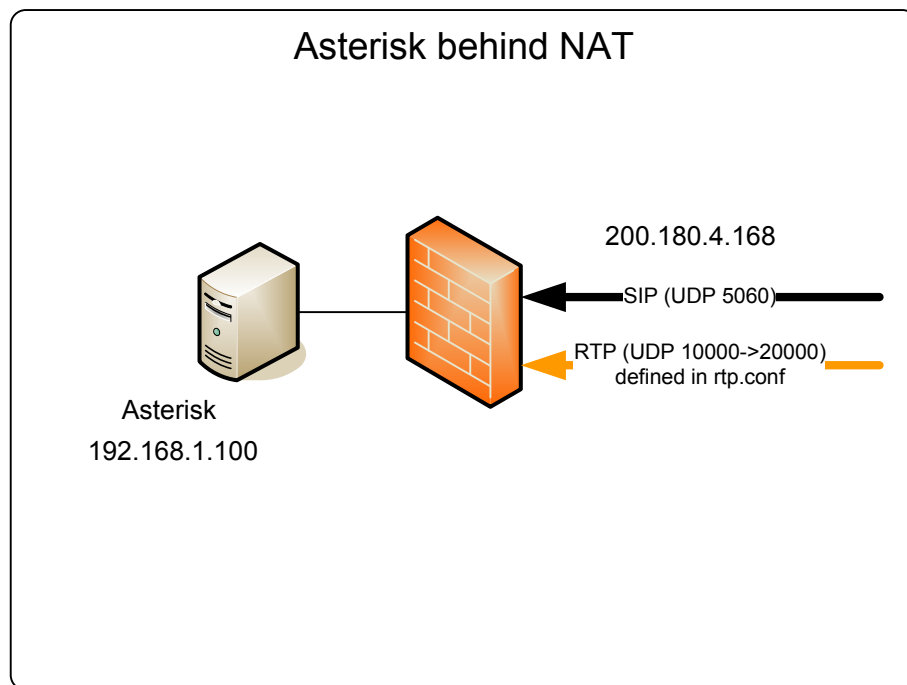 Asterisk behind NAT
200.180.4.168
SIP (UDP 5060)
RTP (UDP 10000->20000)
defined in rtp.conf
Asterisk
192.168.1.100